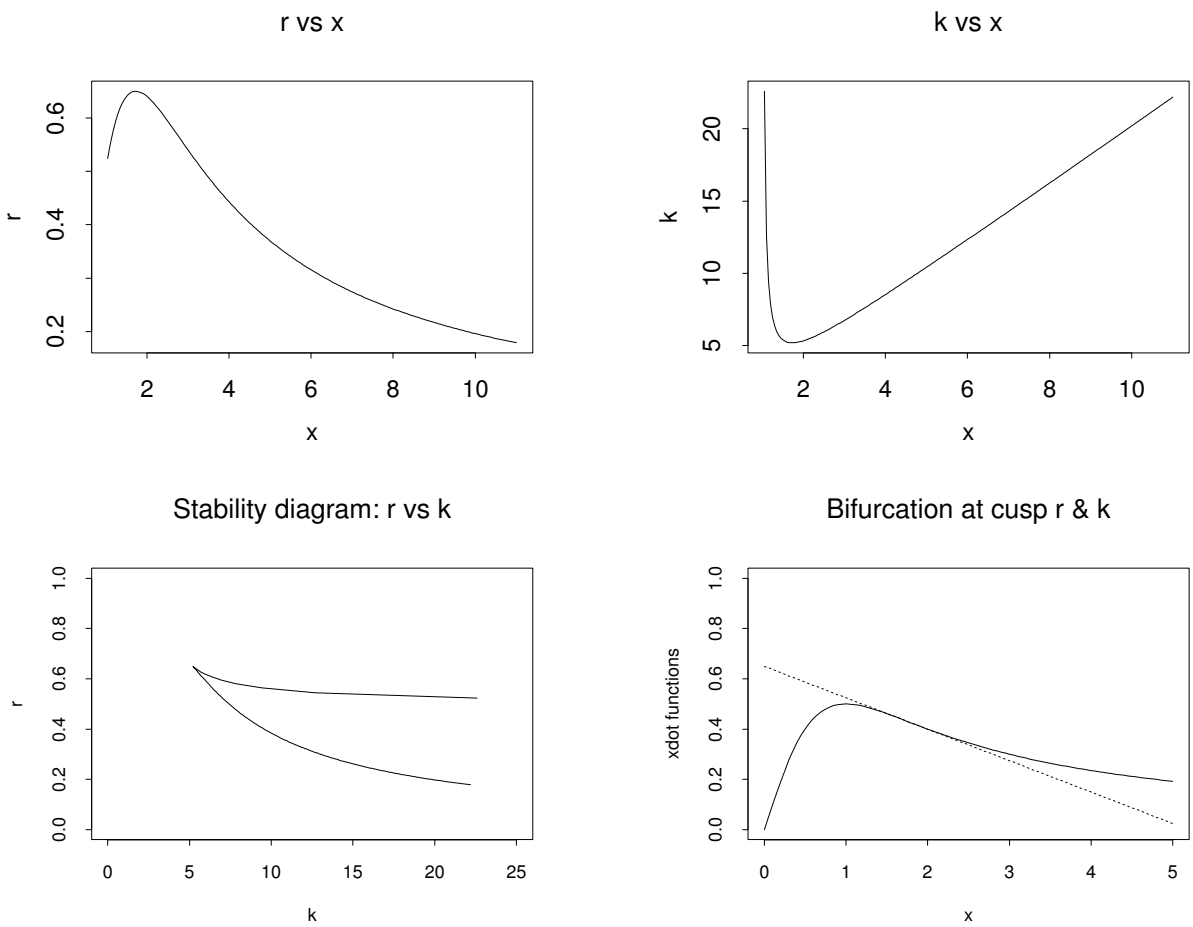 r vs x
r
0.2 0.4 0.6
2 4 6 8 10
x
k vs x
k
5 10 15 20
2 4 6 8 10
x
Stability diagram: r vs k
r
0.0 0.2 0.4 0.6 0.8 1.0
0 5 10 15 20 25
k
Bifurcation at cusp r & k
xdot functions
0.0 0.2 0.4 0.6 0.8 1.0
0 1 2 3 4 5
x